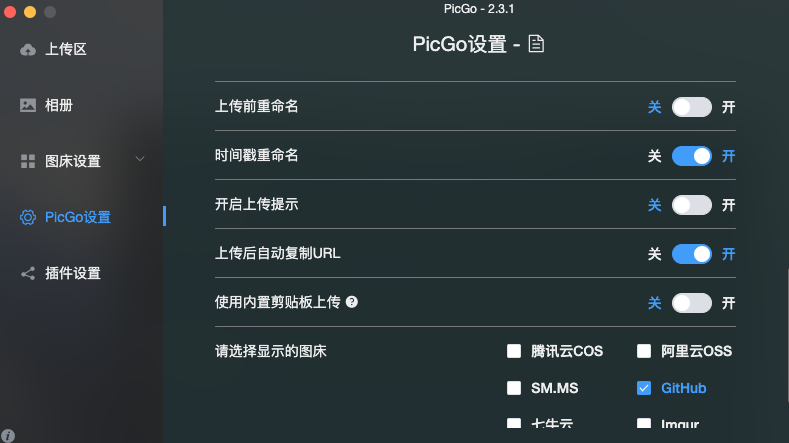 PicGo - 2.3.1
上传区
相册
图床设置
PicGo设置
插件设置
PicGo设置 -
上传前重命名 关 开
时间戳重命名 关 开
开启上传提示 关 开
上传后自动复制URL 关 开
使用内置剪贴板上传 ? 关 开
请选择显示的图床 腾讯云COS 阿里云OSS
SM.MS GitHub
七牛云 Imgur